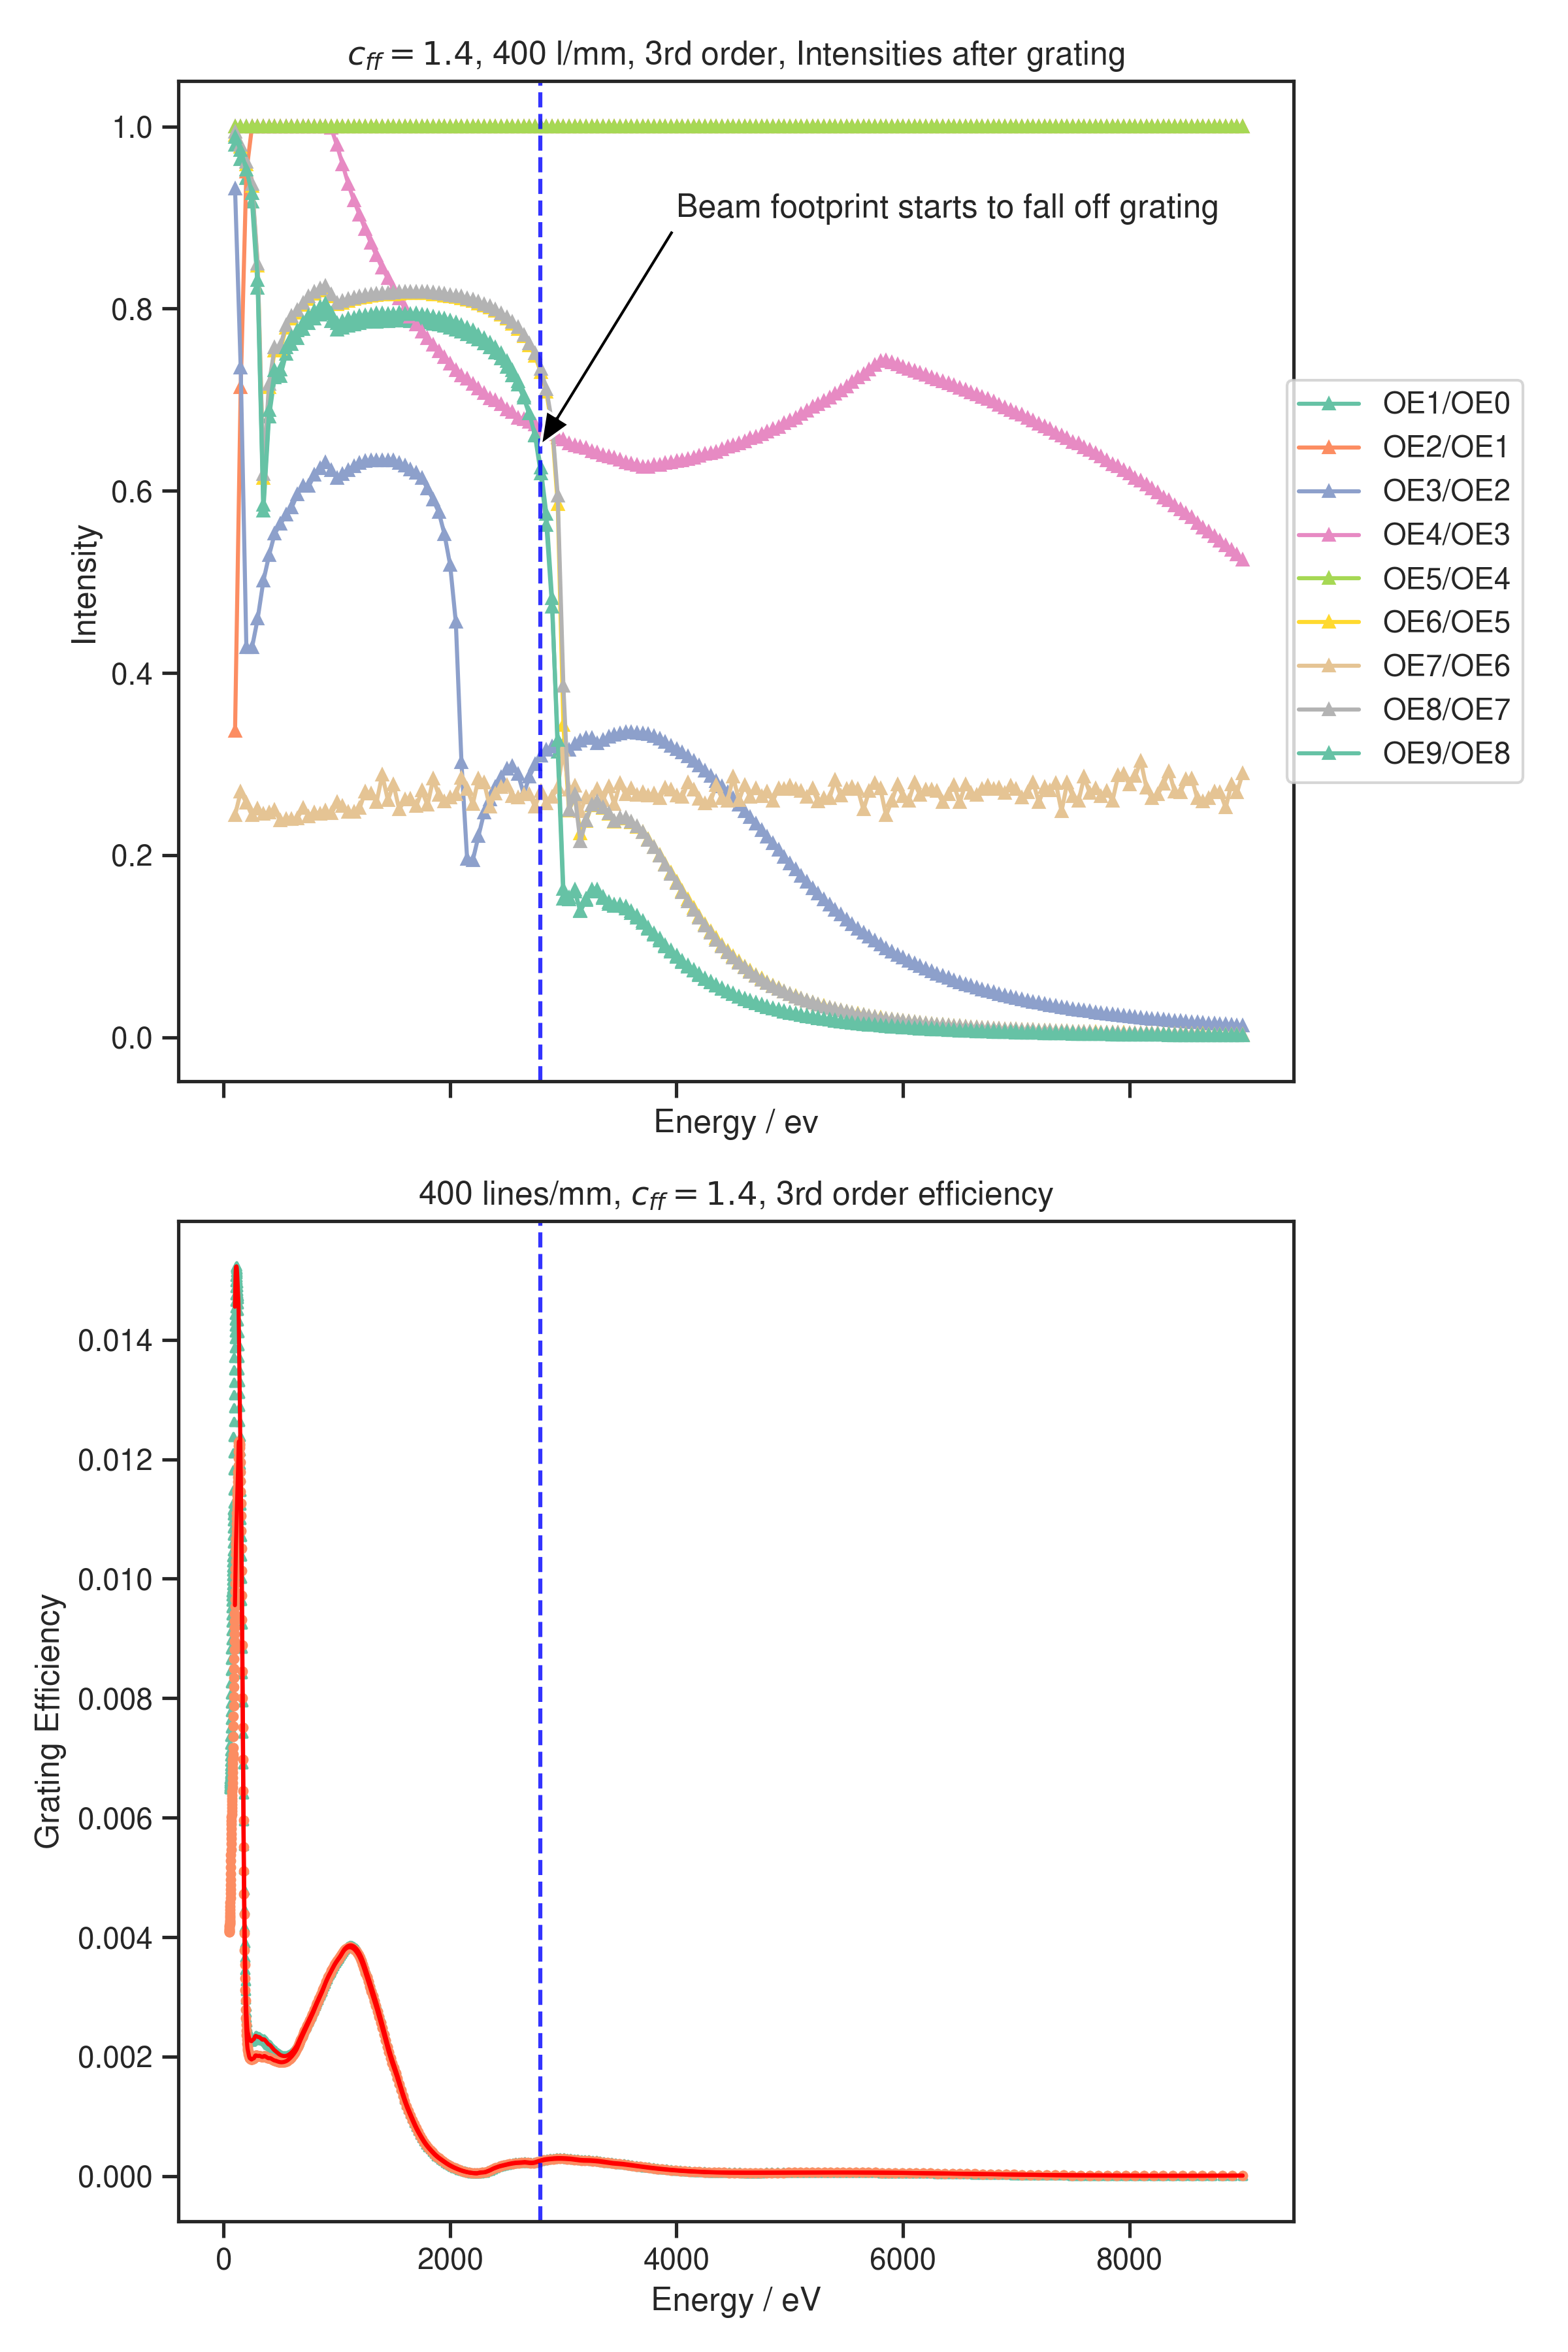 c_ff = 1.4, 400 l/mm, 3rd order, Intensities after grating
1.0
0.8
0.6
0.4
0.2
0.0
Intensity
Beam footprint starts to fall off grating
OE1/OE0
OE2/OE1
OE3/OE2
OE4/OE3
OE5/OE4
OE6/OE5
OE7/OE6
OE8/OE7
OE9/OE8
Energy / ev
400 lines/mm, c_ff = 1.4, 3rd order efficiency
0.014
0.012
0.010
0.008
0.006
0.004
0.002
0.000
Grating Efficiency
0 2000 4000 6000 8000
Energy / eV